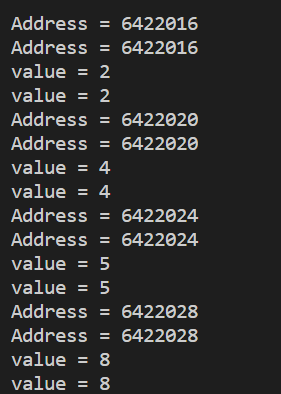 Address = 6422016
Address = 6422016
value = 2
value = 2
Address = 6422020
Address = 6422020
value = 4
value = 4
Address = 6422024
Address = 6422024
value = 5
value = 5
Address = 6422028
Address = 6422028
value = 8
value = 8